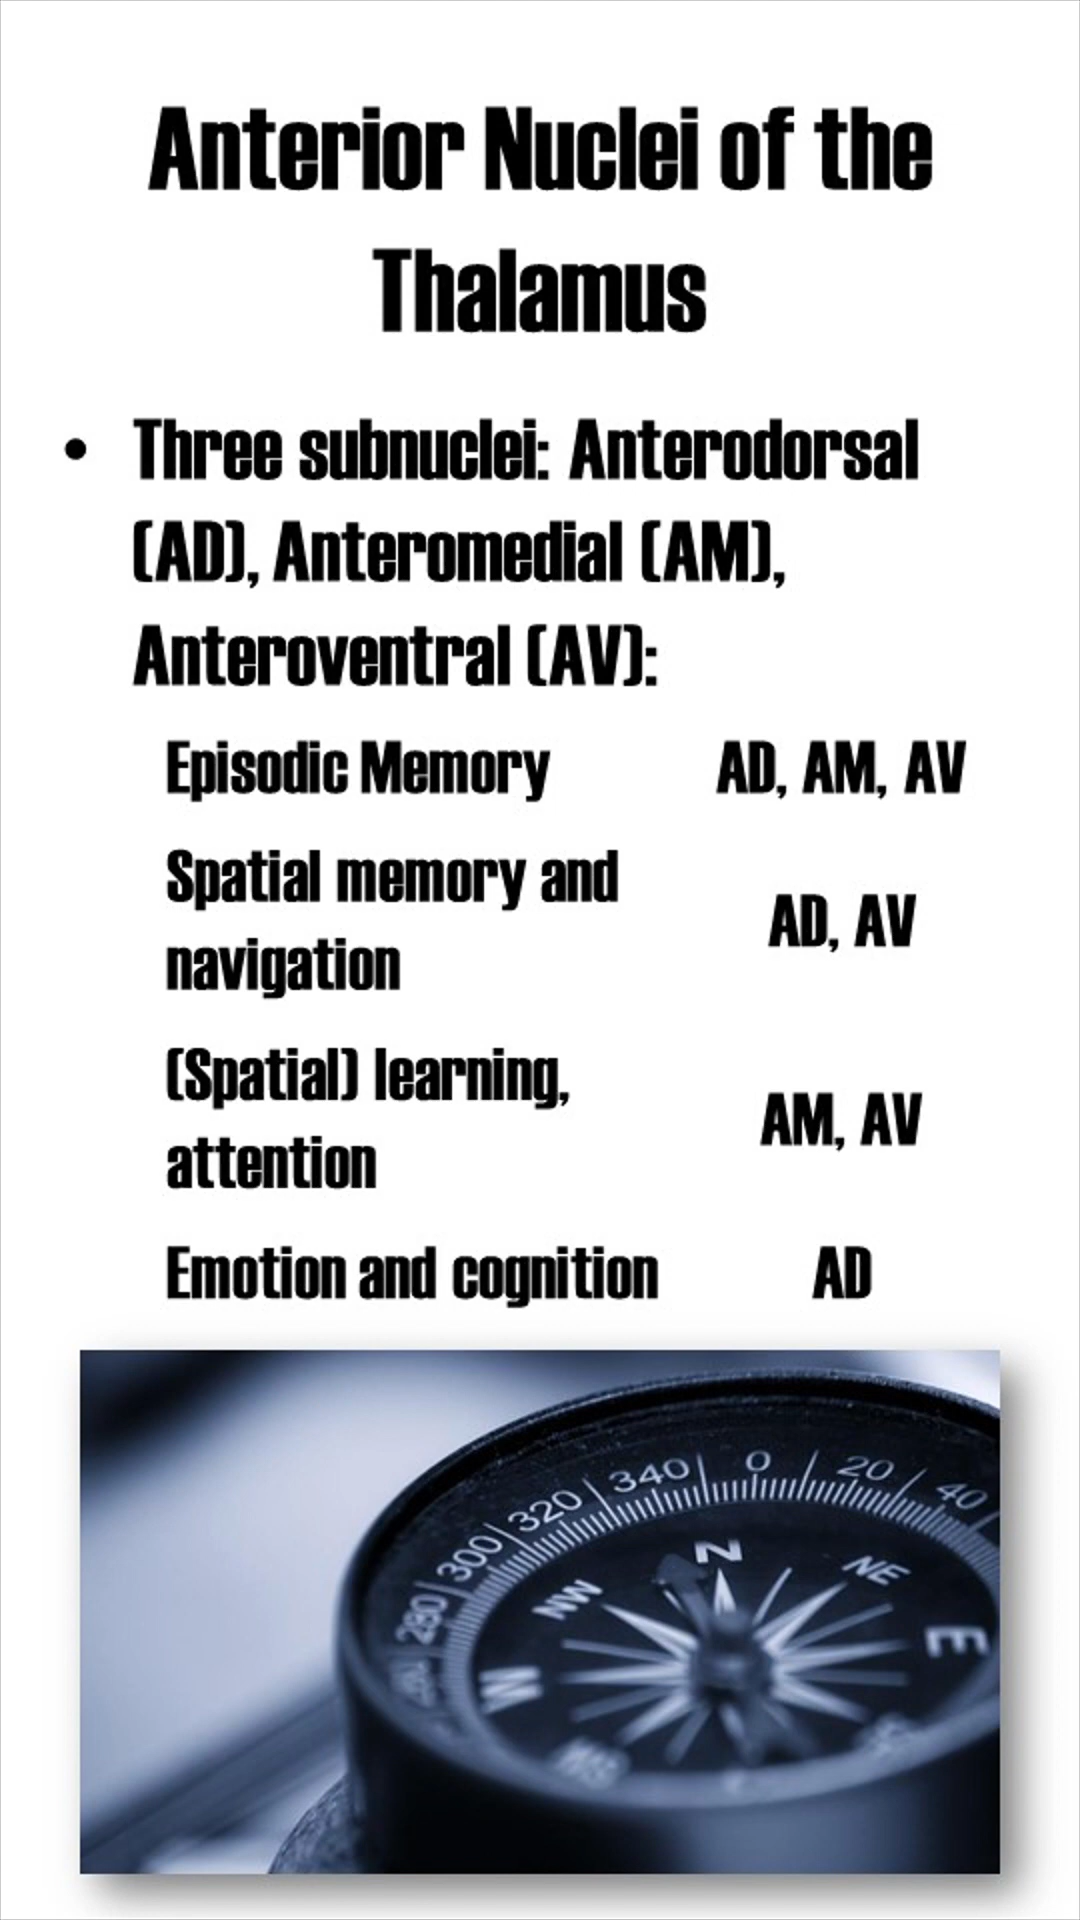 Anterior Nuclei of the
Thalamus
• Three subnuclei: Anterodorsal
(AD), Anteromedial (AM),
Anteroventral (AV):
Episodic Memory AD, AM, AV
Spatial memory and
navigation AD, AV
(Spatial) learning,
attention AM, AV
Emotion and cognition AD
280 300 320 340 0 20 40
NW N NE
W E